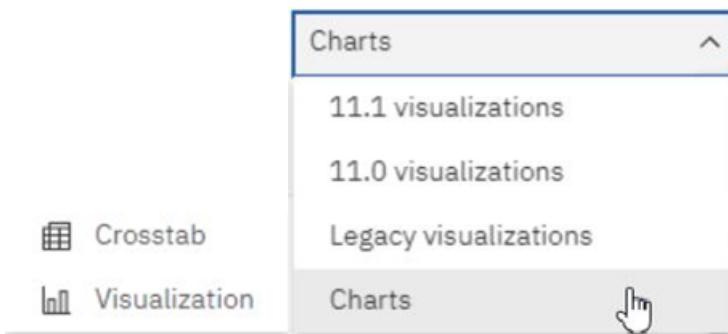 Charts
11.1 visualizations
11.0 visualizations
Crosstab
Legacy visualizations
Visualization
Charts